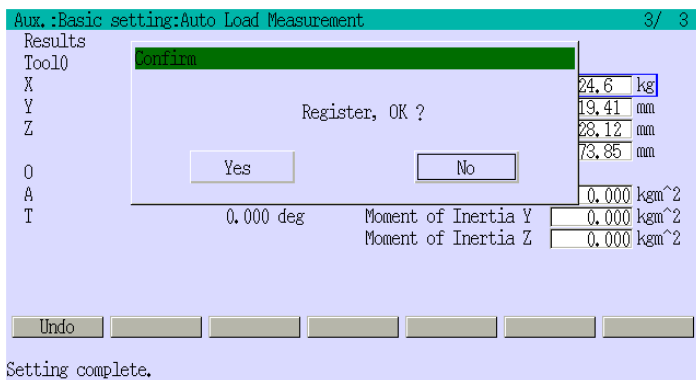 Aux.:Basic setting:Auto Load Measurement 3/ 3
Results
Tool0
Confirm
X 24.6 kg
Y Register, OK ? 19.41 mm
Z 28.12 mm
73.85 mm
O Yes No
A 0.000 kgm^2
T 0.000 deg Moment of Inertia Y 0.000 kgm^2
Moment of Inertia Z 0.000 kgm^2
Undo
Setting complete.